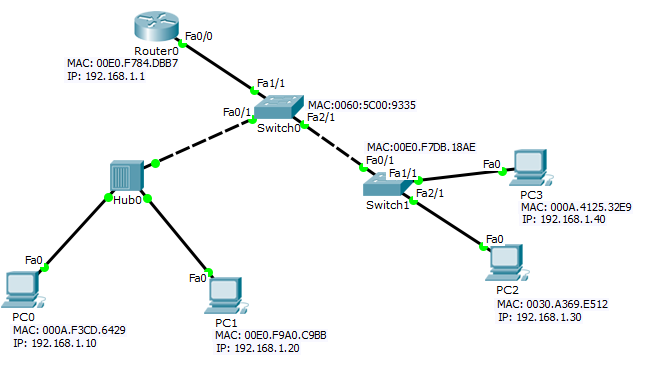 Fa0/0
Router0
MAC: 00E0.F784.DBB7
IP: 192.168.1.1
Fa1/1
Fa0/1
MAC:0060:5C00:9335
Fa2/1
Switch0
MAC:00E0.F7DB.18AE
Fa0/1
Fa1/1
Fa0
Switch1
Fa2/1
PC3
MAC: 000A.4125.32E9
IP: 192.168.1.40
Hub0
Fa0
PC2
MAC: 0030.A369.E512
IP: 192.168.1.30
Fa0
PC0
MAC: 000A.F3CD.6429
IP: 192.168.1.10
Fa0
PC1
MAC: 00E0.F9A0.C9BB
IP: 192.168.1.20